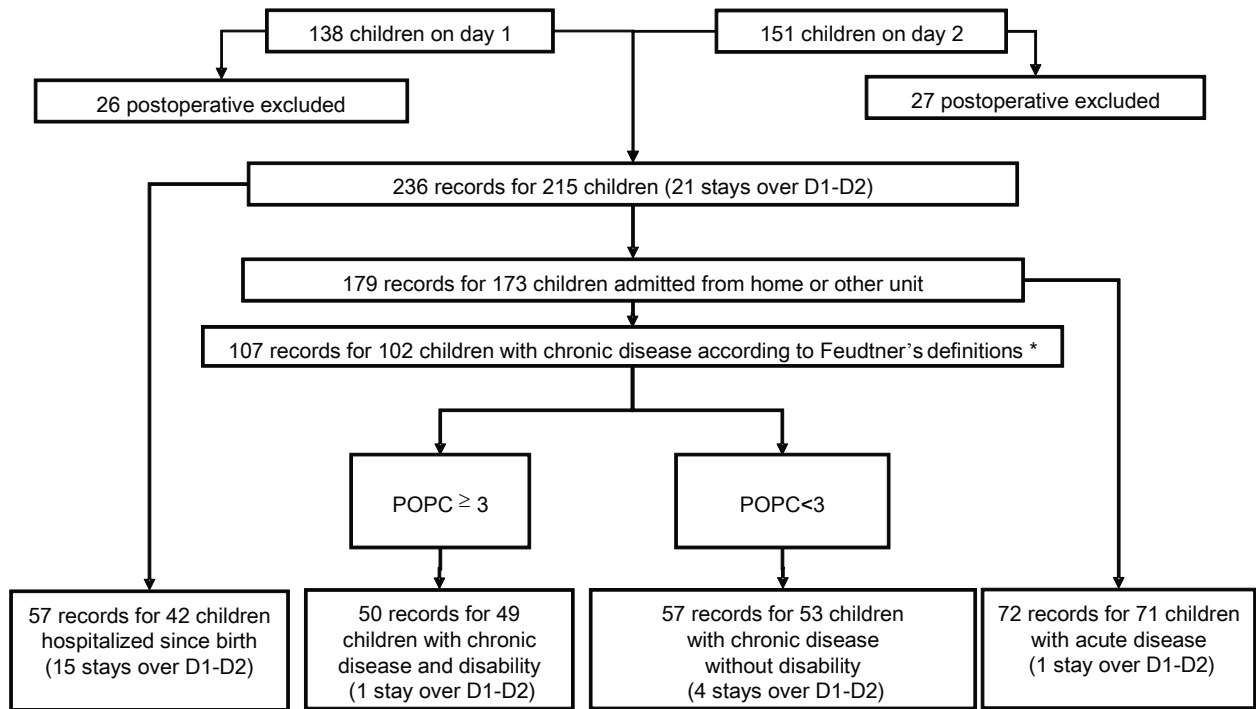 138 children on day 1
151 children on day 2
26 postoperative excluded
27 postoperative excluded
236 records for 215 children (21 stays over D1-D2)
179 records for 173 children admitted from home or other unit
107 records for 102 children with chronic disease according to Feudtner's definitions *
POPC ≥ 3
POPC<3
57 records for 42 children
hospitalized since birth
(15 stays over D1-D2)
50 records for 49
children with chronic
disease and disability
(1 stay over D1-D2)
57 records for 53 children
with chronic disease
without disability
(4 stays over D1-D2)
72 records for 71 children
with acute disease
(1 stay over D1-D2)